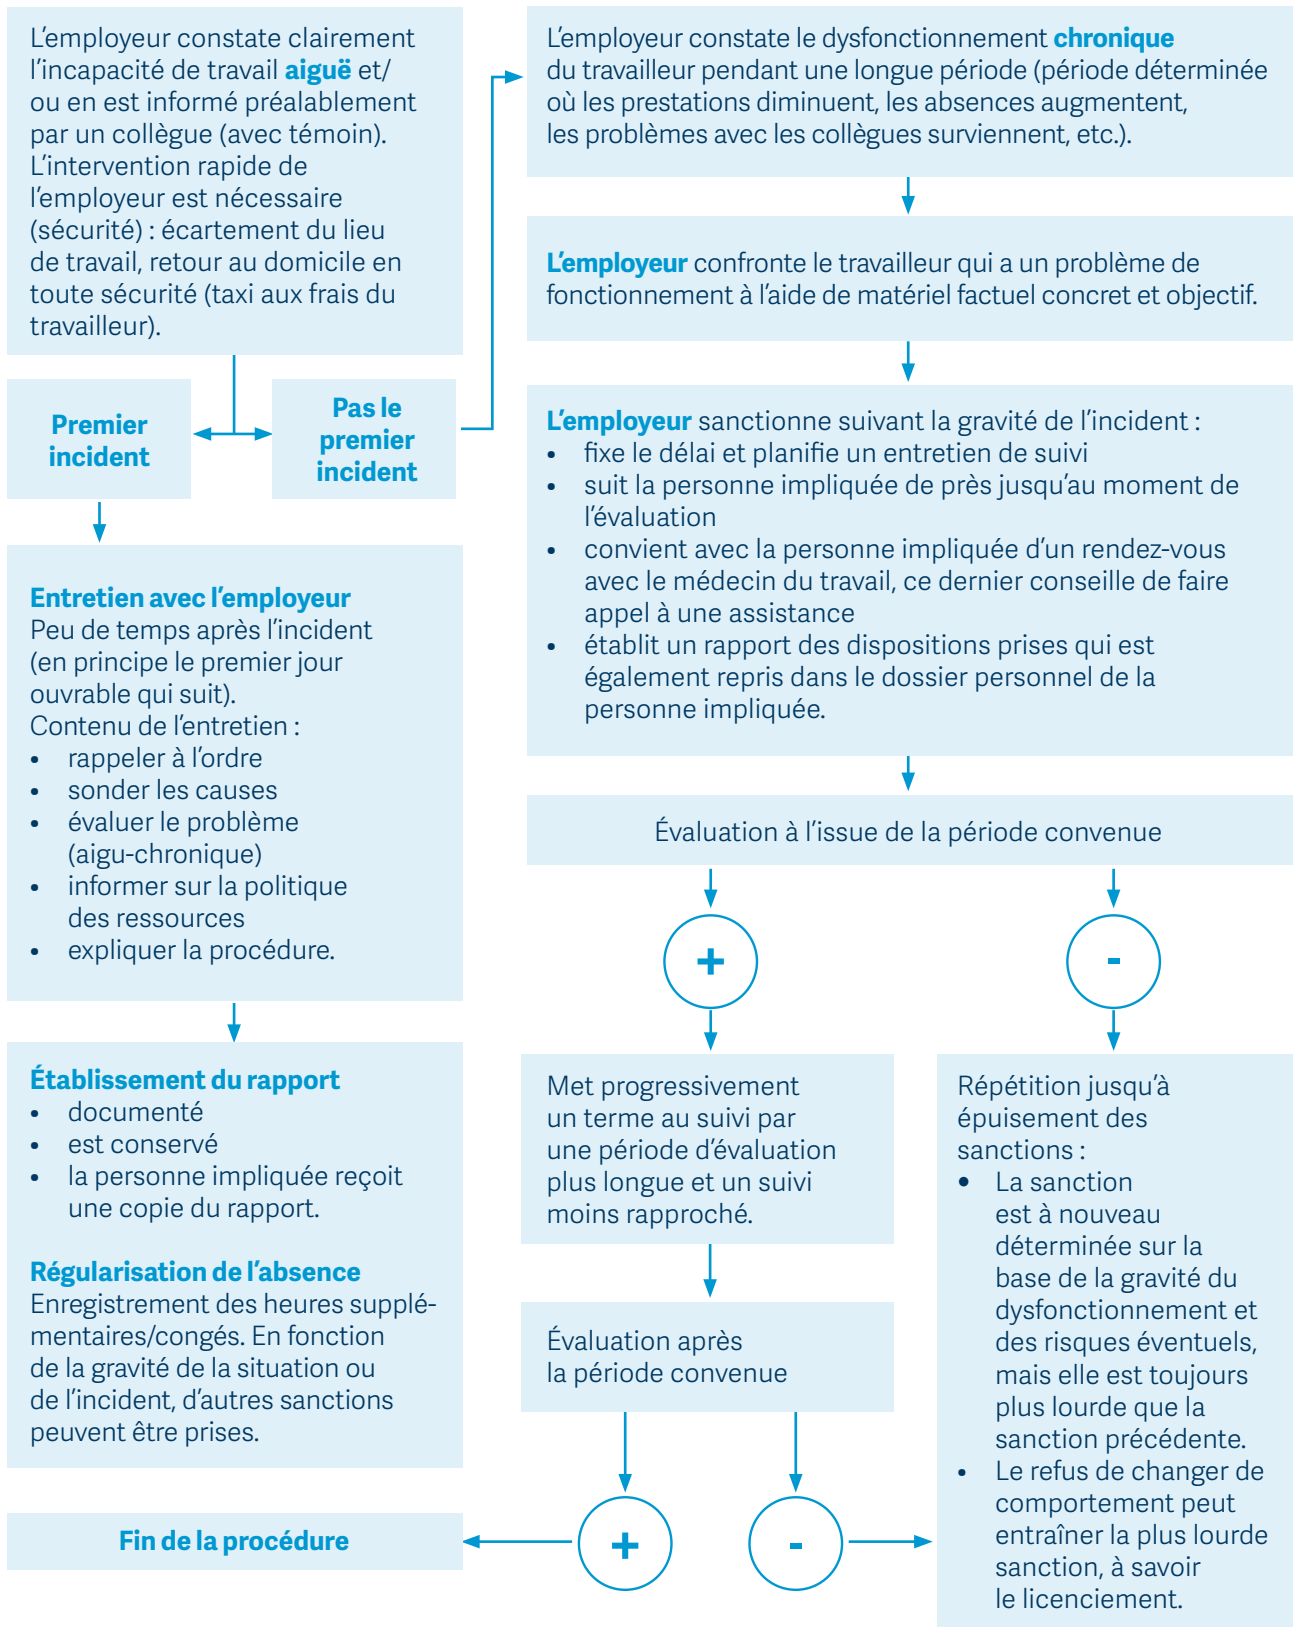 L'employeur constate clairement
l'incapacité de travail aiguë et/
ou en est informé préalablement
par un collègue (avec témoin).
L'intervention rapide de
l'employeur est nécessaire
(sécurité) : écartement du lieu
de travail, retour au domicile en
toute sécurité (taxi aux frais du
travailleur).
Premier
incident
Pas le
premier
incident
Entretien avec l'employeur
Peu de temps après l'incident
(en principe le premier jour
ouvrable qui suit).
Contenu de l'entretien :
• rappeler à l'ordre
• sonder les causes
• évaluer le problème
(aigu-chronique)
• informer sur la politique
des ressources
• expliquer la procédure.
Établissement du rapport
• documenté
• est conservé
• la personne impliquée reçoit
une copie du rapport.
Régularisation de l'absence
Enregistrement des heures supplé-
mentaires/congés. En fonction
de la gravité de la situation ou
de l'incident, d'autres sanctions
peuvent être prises.
Fin de la procédure
L'employeur constate le dysfonctionnement chronique
du travailleur pendant une longue période (période déterminée
où les prestations diminuent, les absences augmentent,
les problèmes avec les collègues surviennent, etc.).
L'employeur confronte le travailleur qui a un problème de
fonctionnement à l'aide de matériel factuel concret et objectif.
L'employeur sanctionne suivant la gravité de l'incident :
• fixe le délai et planifie un entretien de suivi
• suit la personne impliquée de près jusqu'au moment de
l'évaluation
• convient avec la personne impliquée d'un rendez-vous
avec le médecin du travail, ce dernier conseille de faire
appel à une assistance
• établit un rapport des dispositions prises qui est
également repris dans le dossier personnel de la
personne impliquée.
Évaluation à l'issue de la période convenue
+
-
Met progressivement
un terme au suivi par
une période d'évaluation
plus longue et un suivi
moins rapproché.
Évaluation après
la période convenue
+
-
Répétition jusqu'à
épuisement des
sanctions :
• La sanction
est à nouveau
déterminée sur la
base de la gravité du
dysfonctionnement et
des risques éventuels,
mais elle est toujours
plus lourde que la
sanction précédente.
• Le refus de changer de
comportement peut
entraîner la plus lourde
sanction, à savoir
le licenciement.